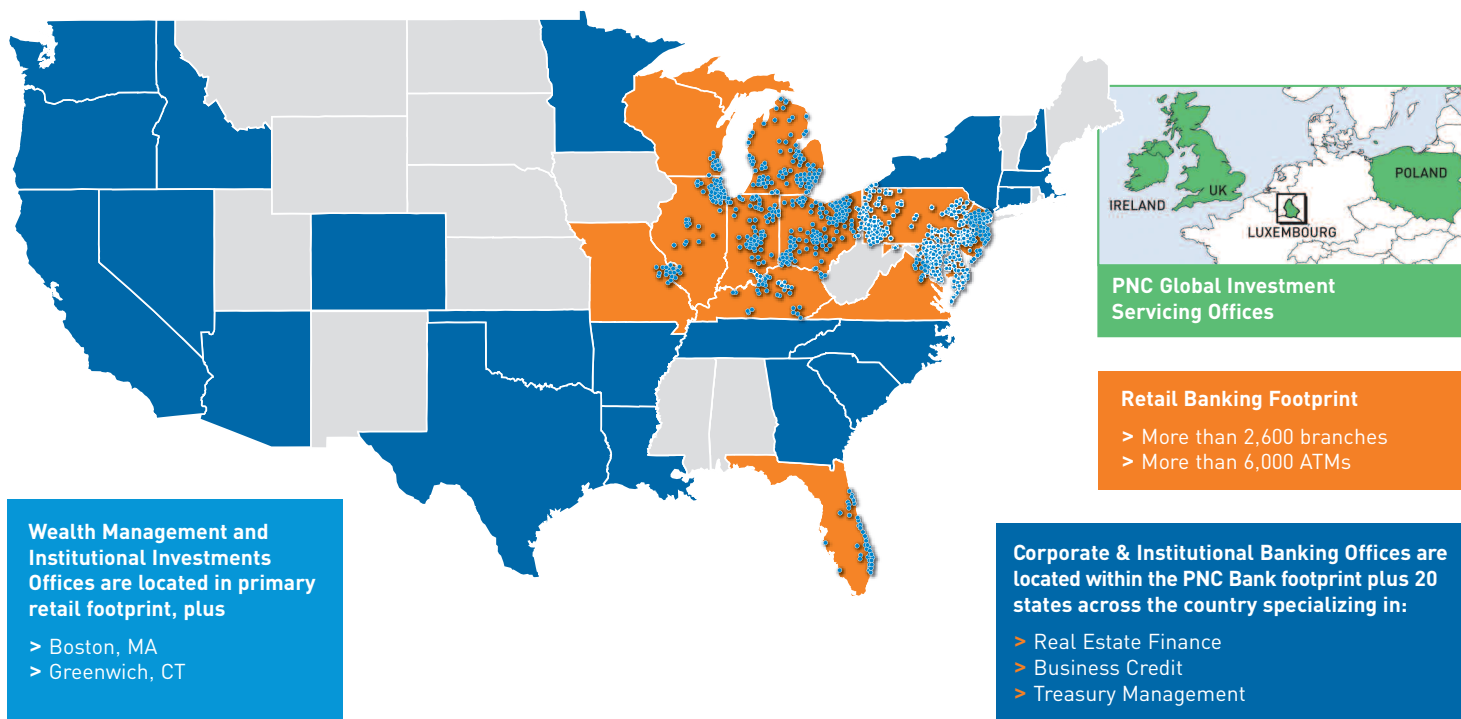 IRELAND
UK
POLAND
LUXEMBOURG
PNC Global Investment
Servicing Offices
Retail Banking Footprint
> More than 2,600 branches
> More than 6,000 ATMs
Wealth Management and
Institutional Investments
Offices are located in primary
retail footprint, plus
> Boston, MA
> Greenwich, CT
Corporate & Institutional Banking Offices are
located within the PNC Bank footprint plus 20
states across the country specializing in:
> Real Estate Finance
> Business Credit
> Treasury Management